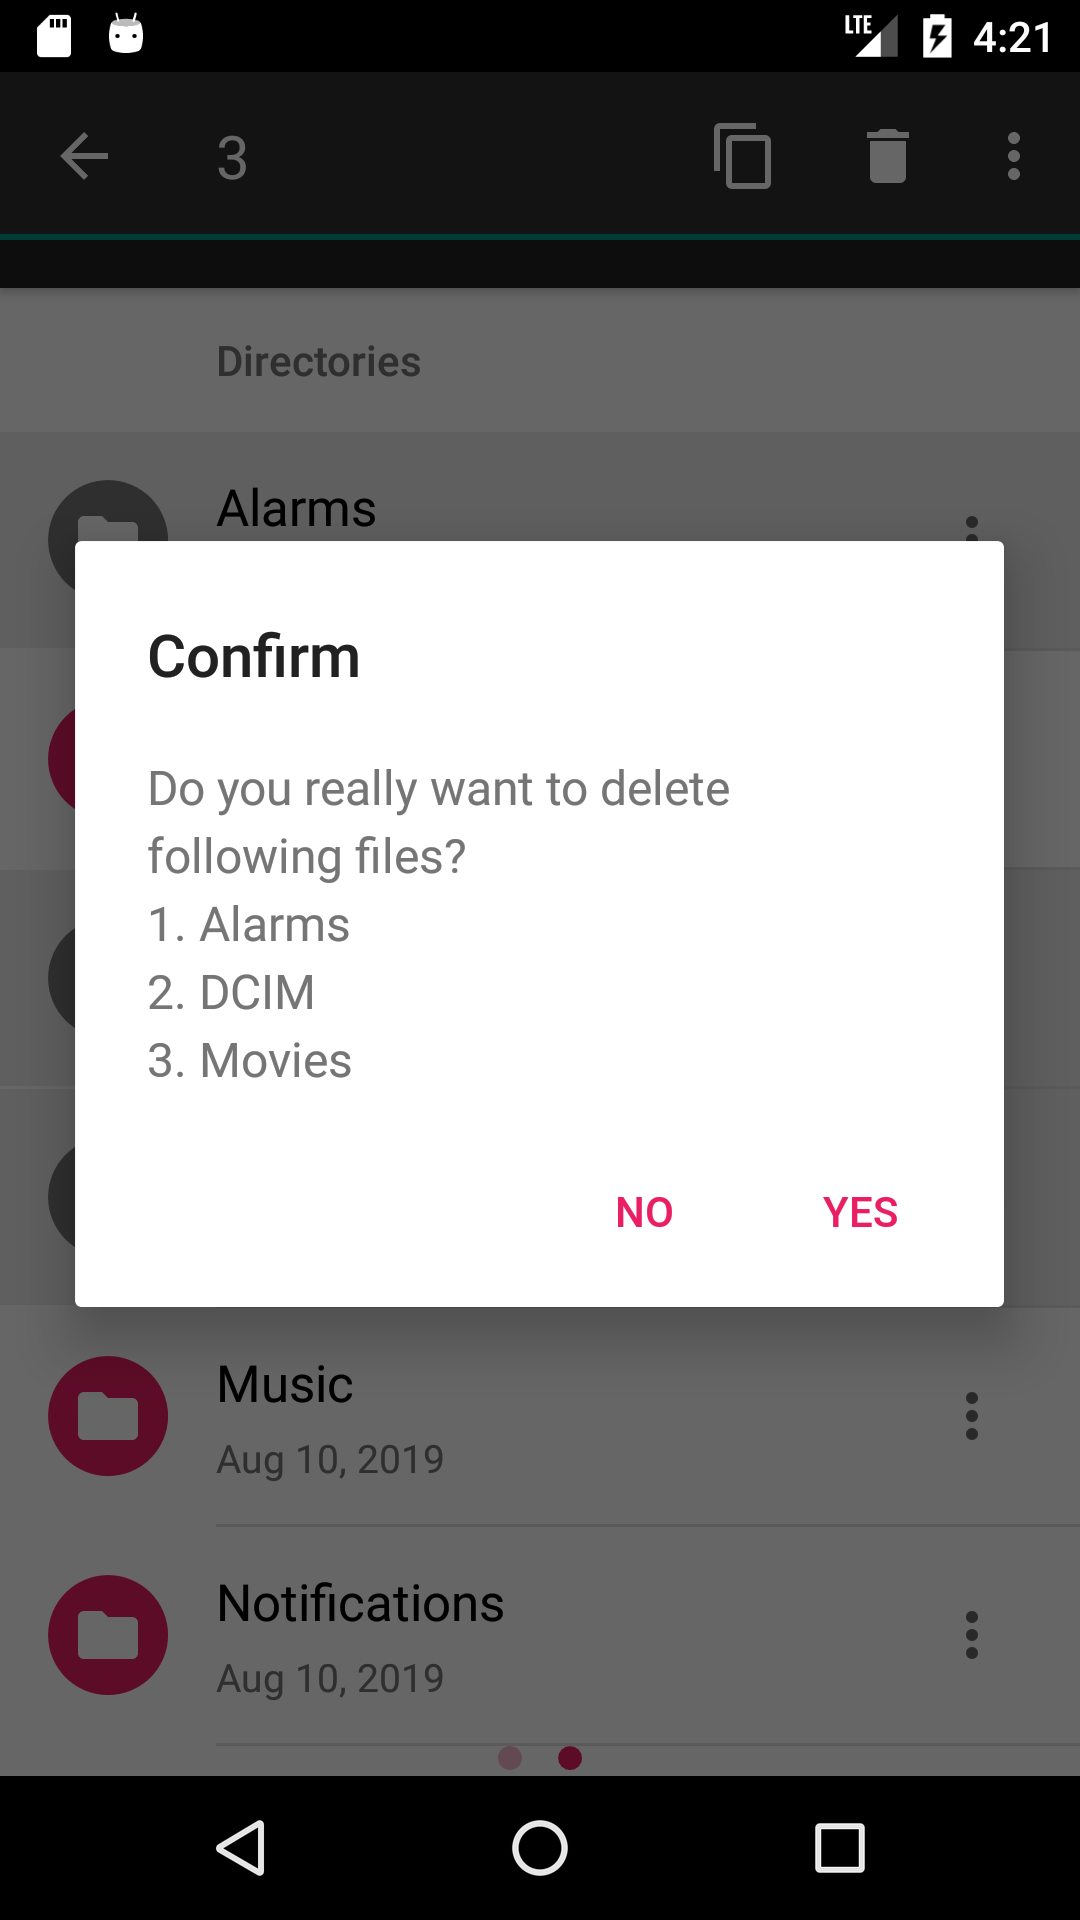 LTE 4:21
3
Directories
Alarms
Confirm
Do you really want to delete
following files?
1. Alarms
2. DCIM
3. Movies
NO YES
Music
Aug 10, 2019
Notifications
Aug 10, 2019